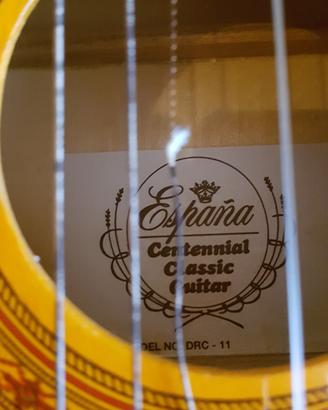 España
Centennial
Classic
Guitar
DEL NO. DRC - 11